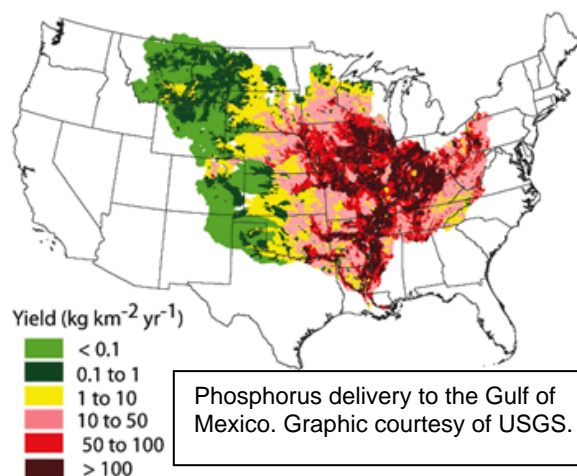 Yield (kg km⁻² yr⁻¹)
< 0.1
0.1 to 1
1 to 10
10 to 50
50 to 100
> 100
Phosphorus delivery to the Gulf of
Mexico. Graphic courtesy of USGS.